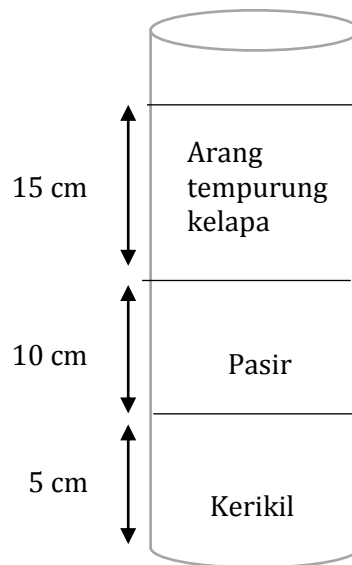 15 cm
Arang
tempurung
kelapa
10 cm
Pasir
5 cm
Kerikil